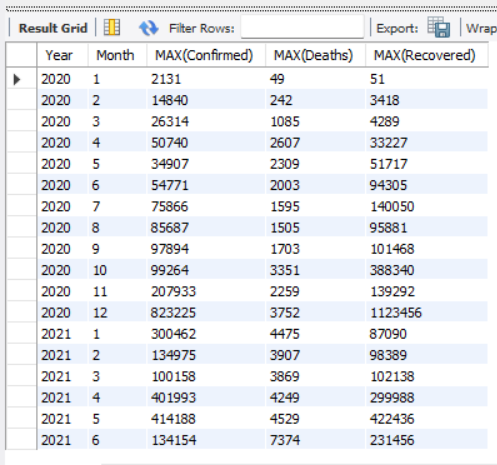 Result Grid Filter Rows: Export: Wrap
Year Month MAX(Confirmed) MAX(Deaths) MAX(Recovered)
2020 1 2131 49 51
2020 2 14840 242 3418
2020 3 26314 1085 4289
2020 4 50740 2607 33227
2020 5 34907 2309 51717
2020 6 54771 2003 94305
2020 7 75866 1595 140050
2020 8 85687 1505 95881
2020 9 97894 1703 101468
2020 10 99264 3351 388340
2020 11 207933 2259 139292
2020 12 823225 3752 1123456
2021 1 300462 4475 87090
2021 2 134975 3907 98389
2021 3 100158 3869 102138
2021 4 401993 4249 299988
2021 5 414188 4529 422436
2021 6 134154 7374 231456